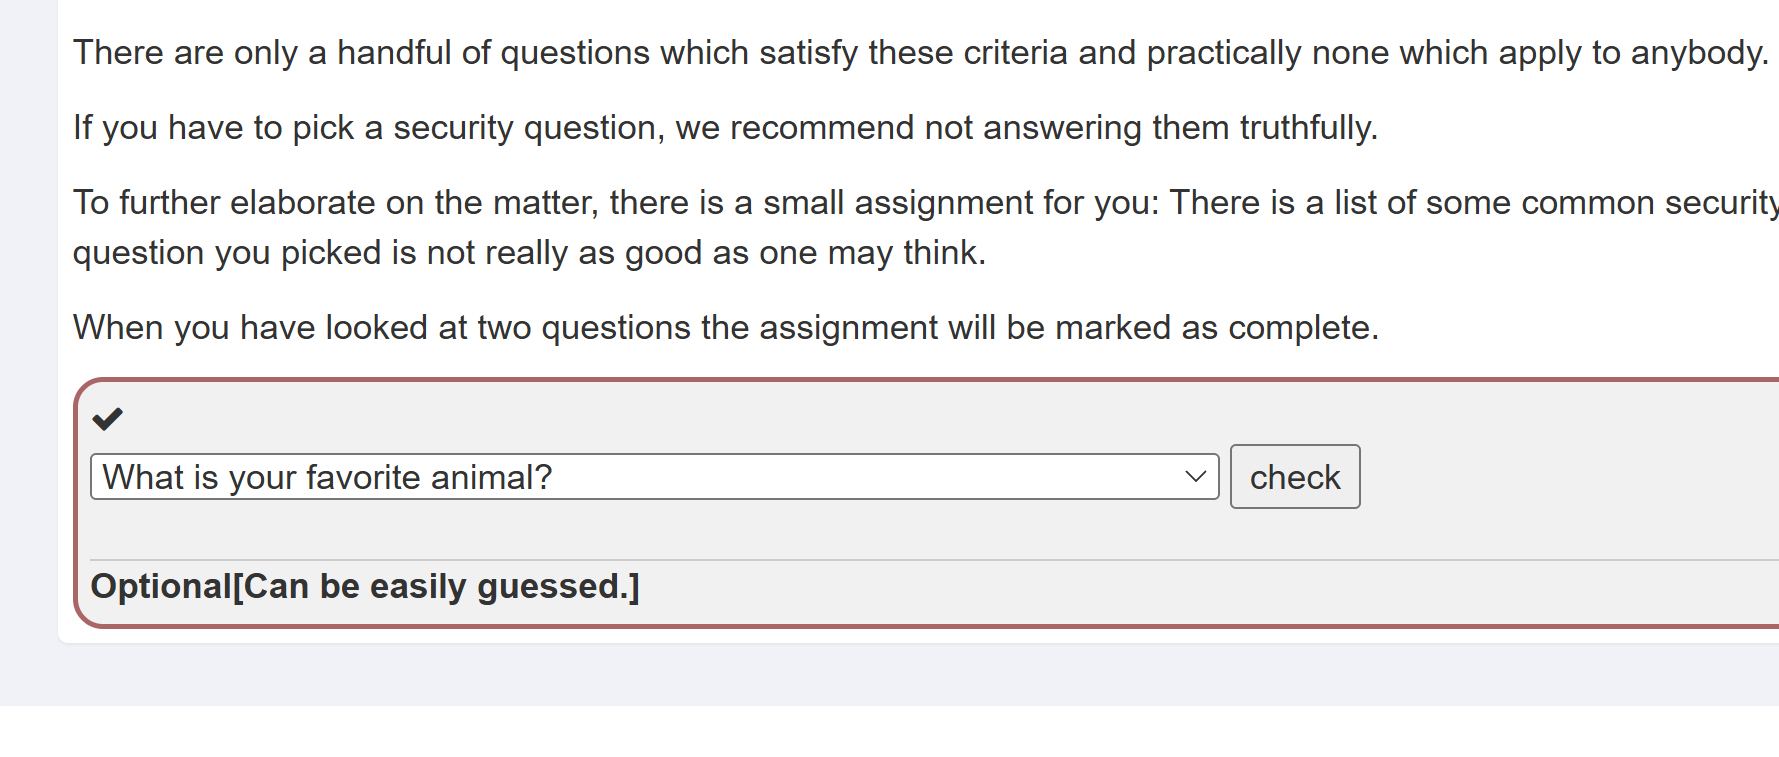 There are only a handful of questions which satisfy these criteria and practically none which apply to anybody.
If you have to pick a security question, we recommend not answering them truthfully.
To further elaborate on the matter, there is a small assignment for you: There is a list of some common security
question you picked is not really as good as one may think.
When you have looked at two questions the assignment will be marked as complete.
What is your favorite animal?
check
Optional[Can be easily guessed.]